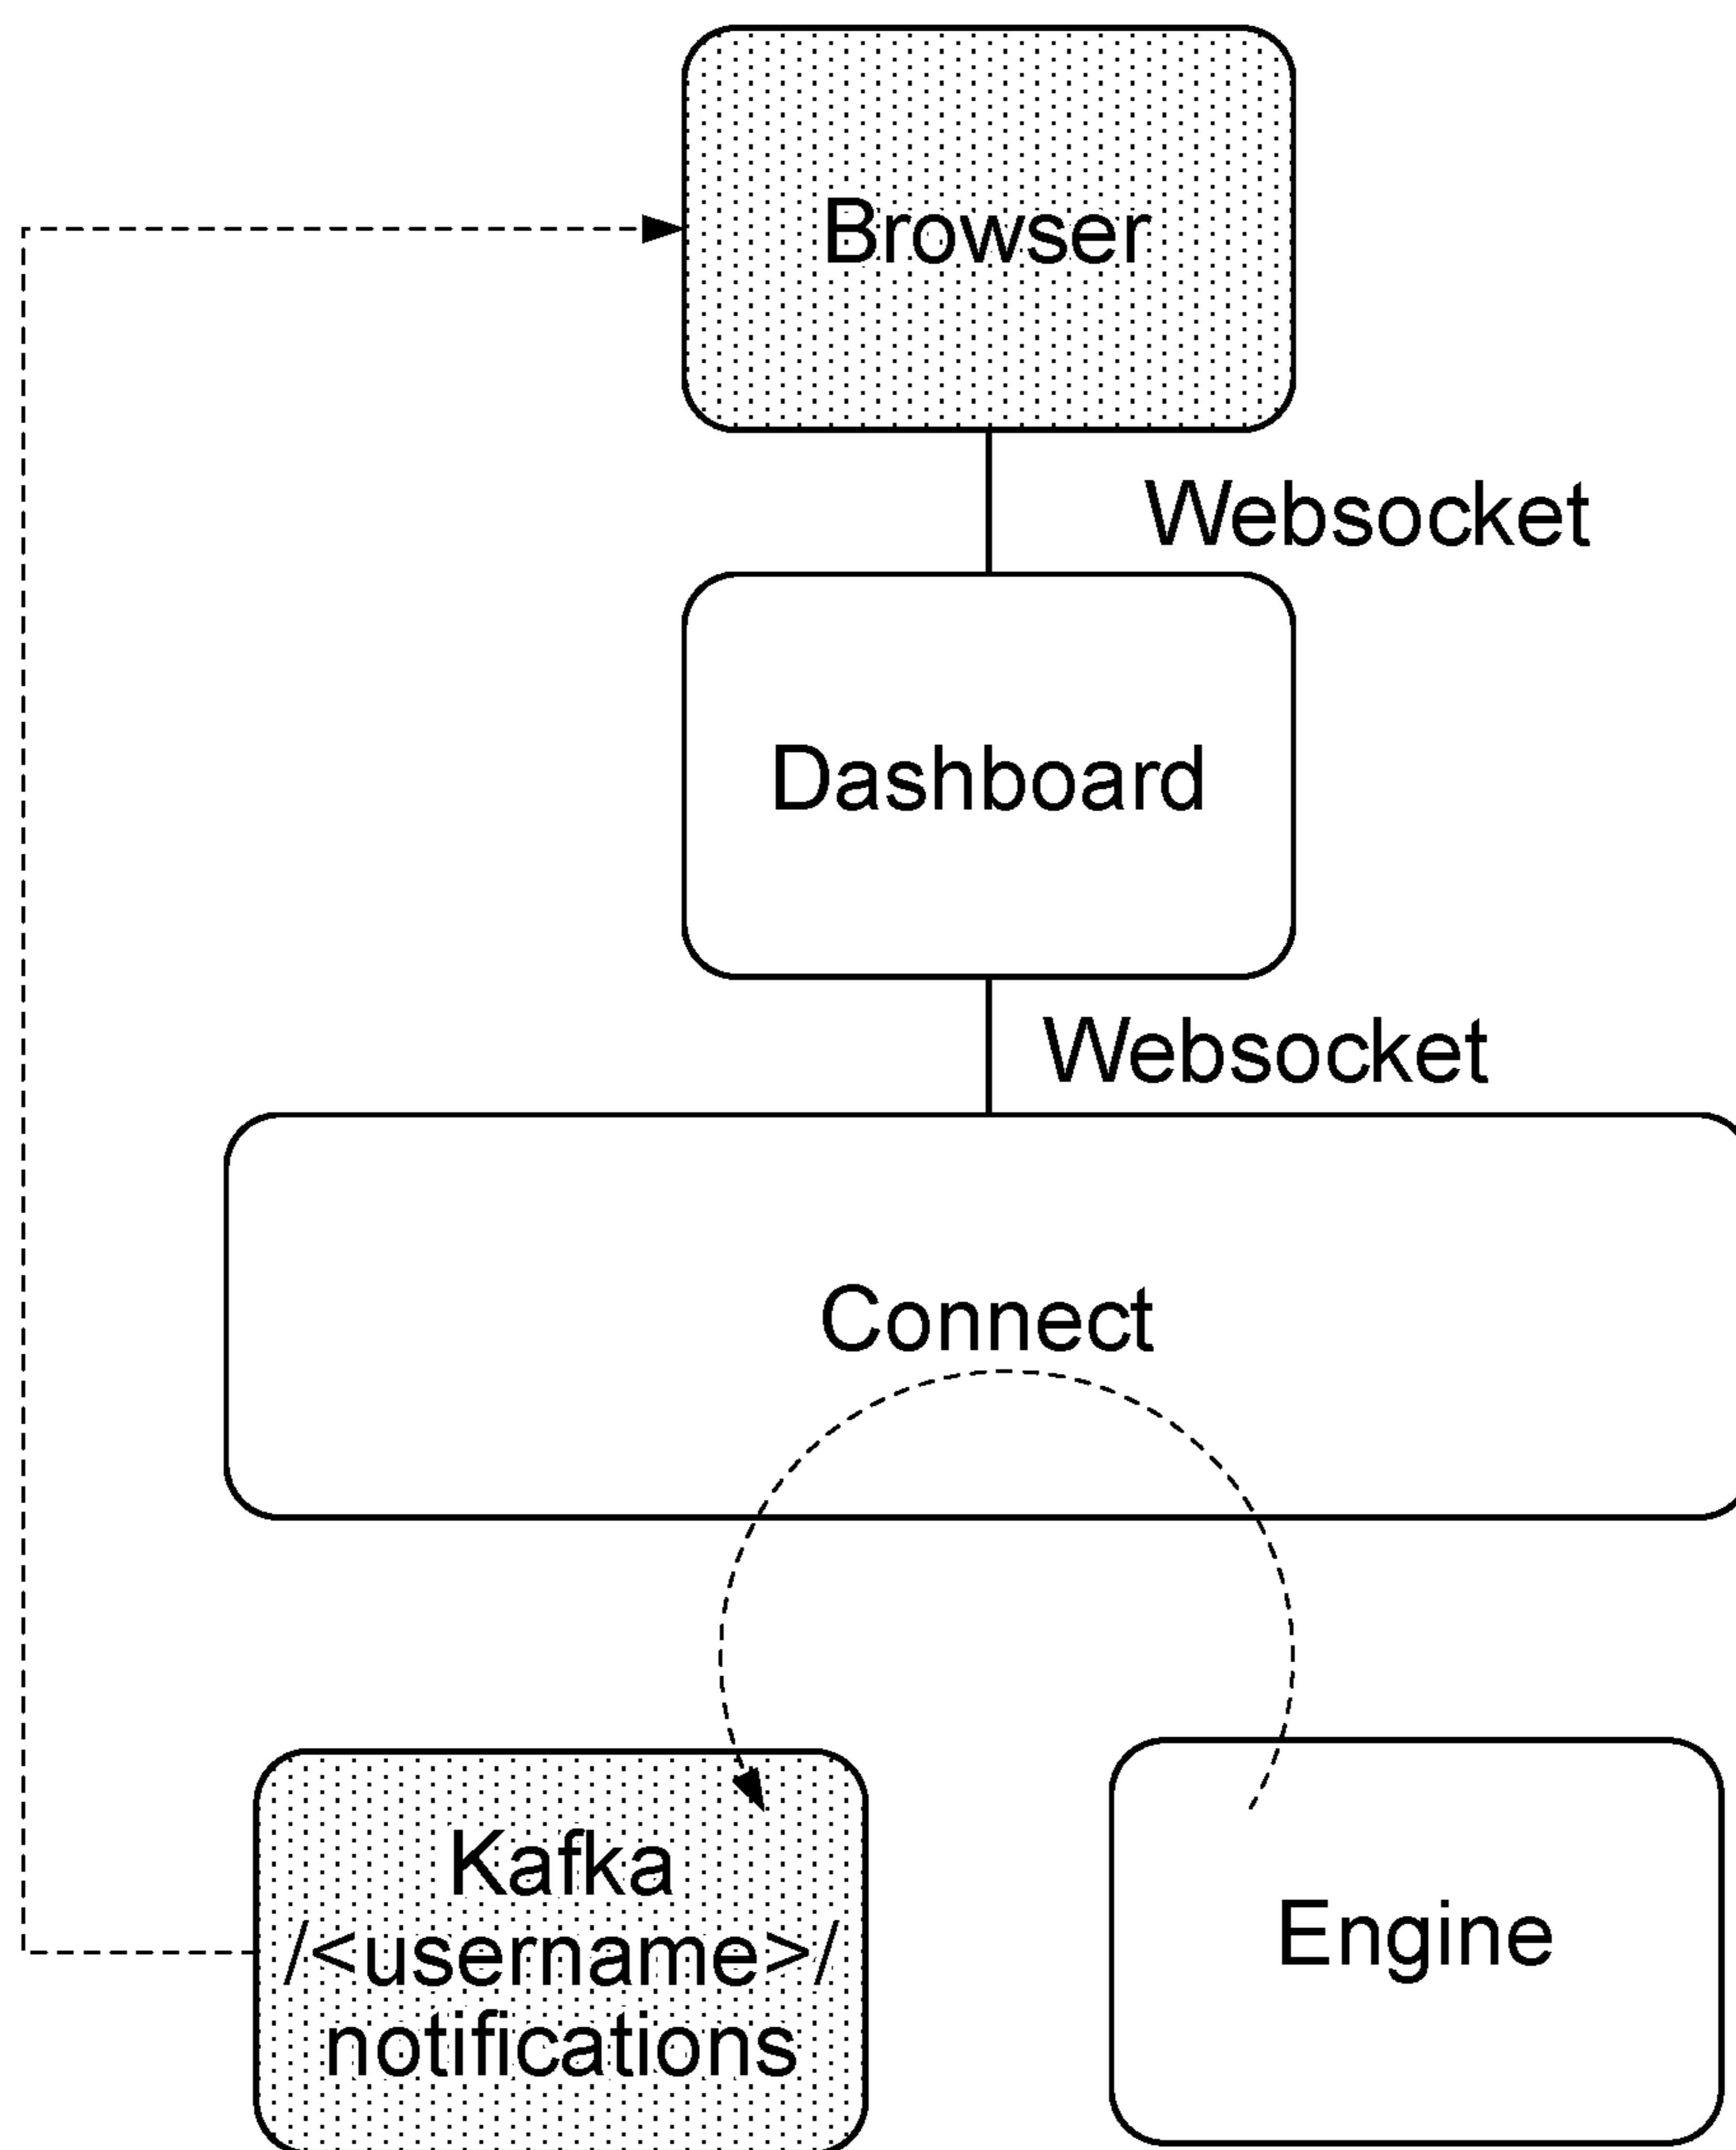 Browser
Websocket
Dashboard
Websocket
Connect
Kafka
/<username>/
notifications
Engine